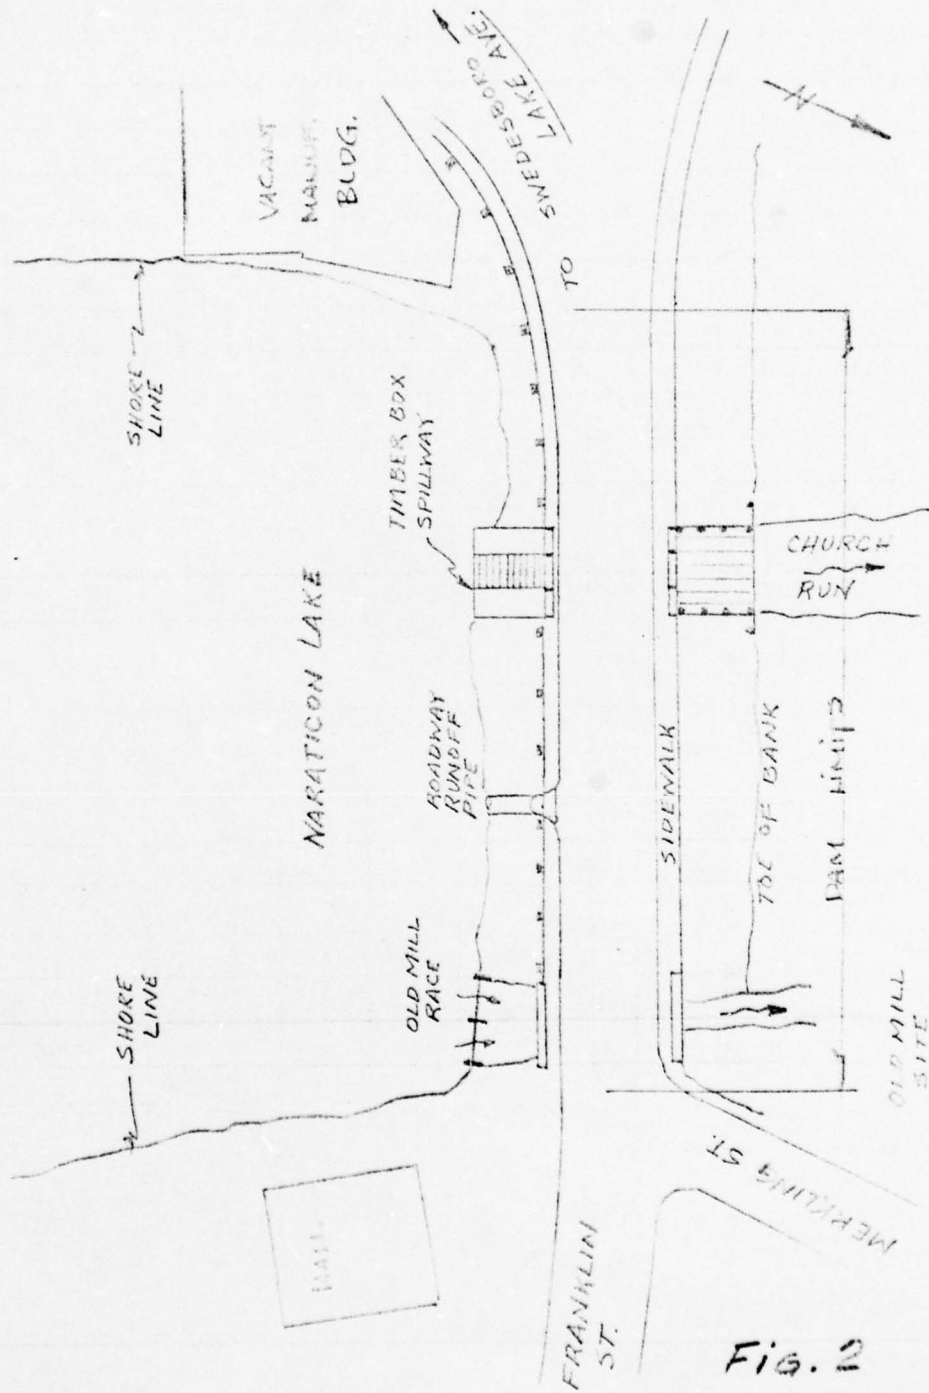 SWEDESBORO
LAKE AVE.
TO
N
VACANT
MANUF.
BLDG.
SHORE
LINE
TIMBER BOX
SPILLWAY
CHURCH
RUN
NARATICON LAKE
ROADWAY
RUNOFF
PIPE
SIDEWALK
TOE OF BANK
DAM LIMITS
SHORE
LINE
OLD MILL
RACE
OLD MILL
SITE
HALL
FRANKLIN
ST.
MERKLING ST.
Fig. 2